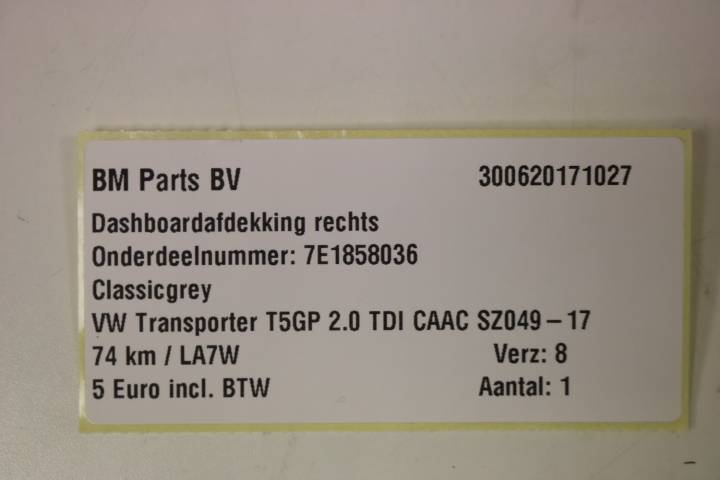 BM Parts BV 300620171027
Dashboardafdekking rechts
Onderdeelnummer: 7E1858036
Classicgrey
VW Transporter T5GP 2.0 TDI CAAC SZ049-17
74 km / LA7W Verz: 8
5 Euro incl. BTW Aantal: 1